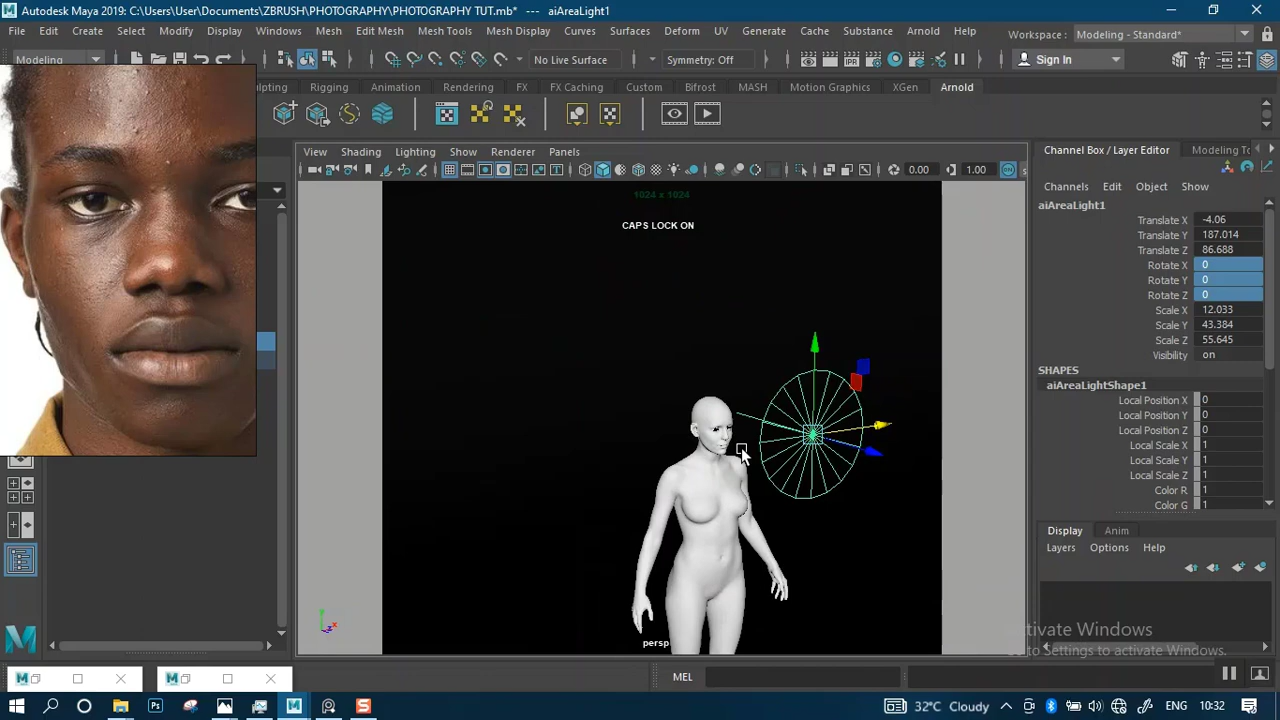 Autodesk Maya 2019: C:\Users\User\Documents\ZBRUSH\PHOTOGRAPHY\PHOTOGRAPHY TUT.mb* --- aiAreaLight1
File Edit Create Select Modify Display Windows Mesh Edit Mesh Mesh Tools Mesh Display Curves Surfaces Deform UV Generate Cache Substance Arnold Help Workspace : Modeling - Standard*
Modeling No Live Surface Symmetry: Off Sign In
ulpting Rigging Animation Rendering FX FX Caching Custom Bifrost MASH Motion Graphics XGen Arnold
View Shading Lighting Show Renderer Panels
0.00 1.00
Channel Box / Layer Editor Modeling To
1024 x 1024
CAPS LOCK ON
persp
Channels Edit Object Show
aiAreaLight1
Translate X -4.06
Translate Y 187.014
Translate Z 86.688
Rotate X 0
Rotate Y 0
Rotate Z 0
Scale X 12.033
Scale Y 43.384
Scale Z 55.645
Visibility on
SHAPES
aiAreaLightShape1
Local Position X 0
Local Position Y 0
Local Position Z 0
Local Scale X 1
Local Scale Y 1
Local Scale Z 1
Color R 1
Color G 1
Display Anim
Layers Options Help
Activate Windows
Go to Settings to activate Windows.
MEL
32°C Cloudy ENG 10:32